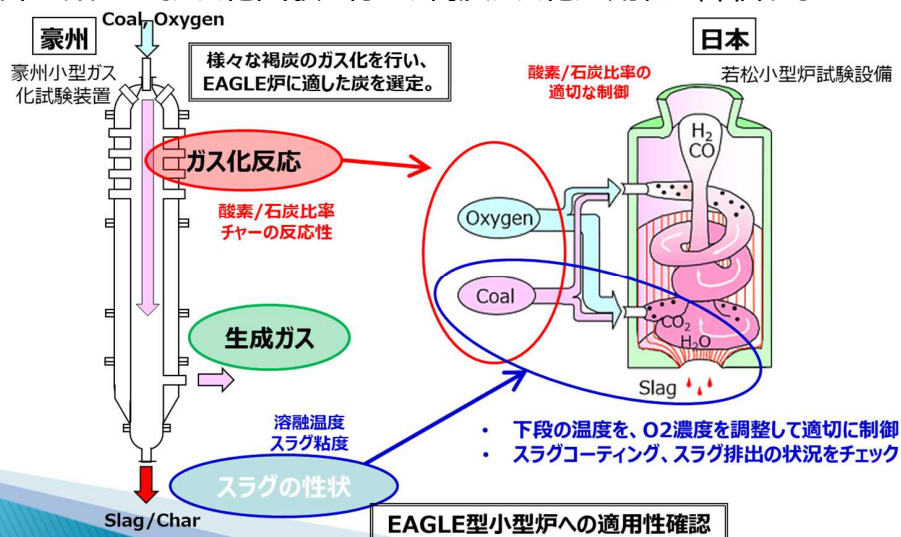 Coal, Oxygen
豪州
豪州小型ガス
化試験装置
様々な褐炭のガス化を行い、
EAGLE炉に適した炭を選定。
日本
若松小型炉試験設備
酸素/石炭比率の
適切な制御
ガス化反応
酸素/石炭比率
チャーの反応性
H2
CO
Oxygen
Coal
CO2
H2O
生成ガス
Slag
溶融温度
スラグ粘度
・ 下段の温度を、O2濃度を調整して適切に制御
・ スラグコーティング、スラグ排出の状況をチェック
スラグの性状
Slag/Char
EAGLE型小型炉への適用性確認